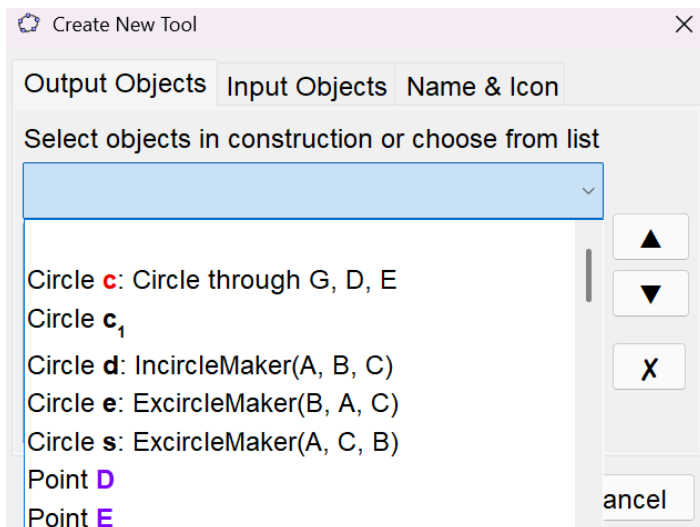 Create New Tool
Output Objects Input Objects Name & Icon
Select objects in construction or choose from list
Circle c: Circle through G, D, E
Circle c₁
Circle d: IncircleMaker(A, B, C)
Circle e: ExcircleMaker(B, A, C)
Circle s: ExcircleMaker(A, C, B)
Point D
Point E
ancel